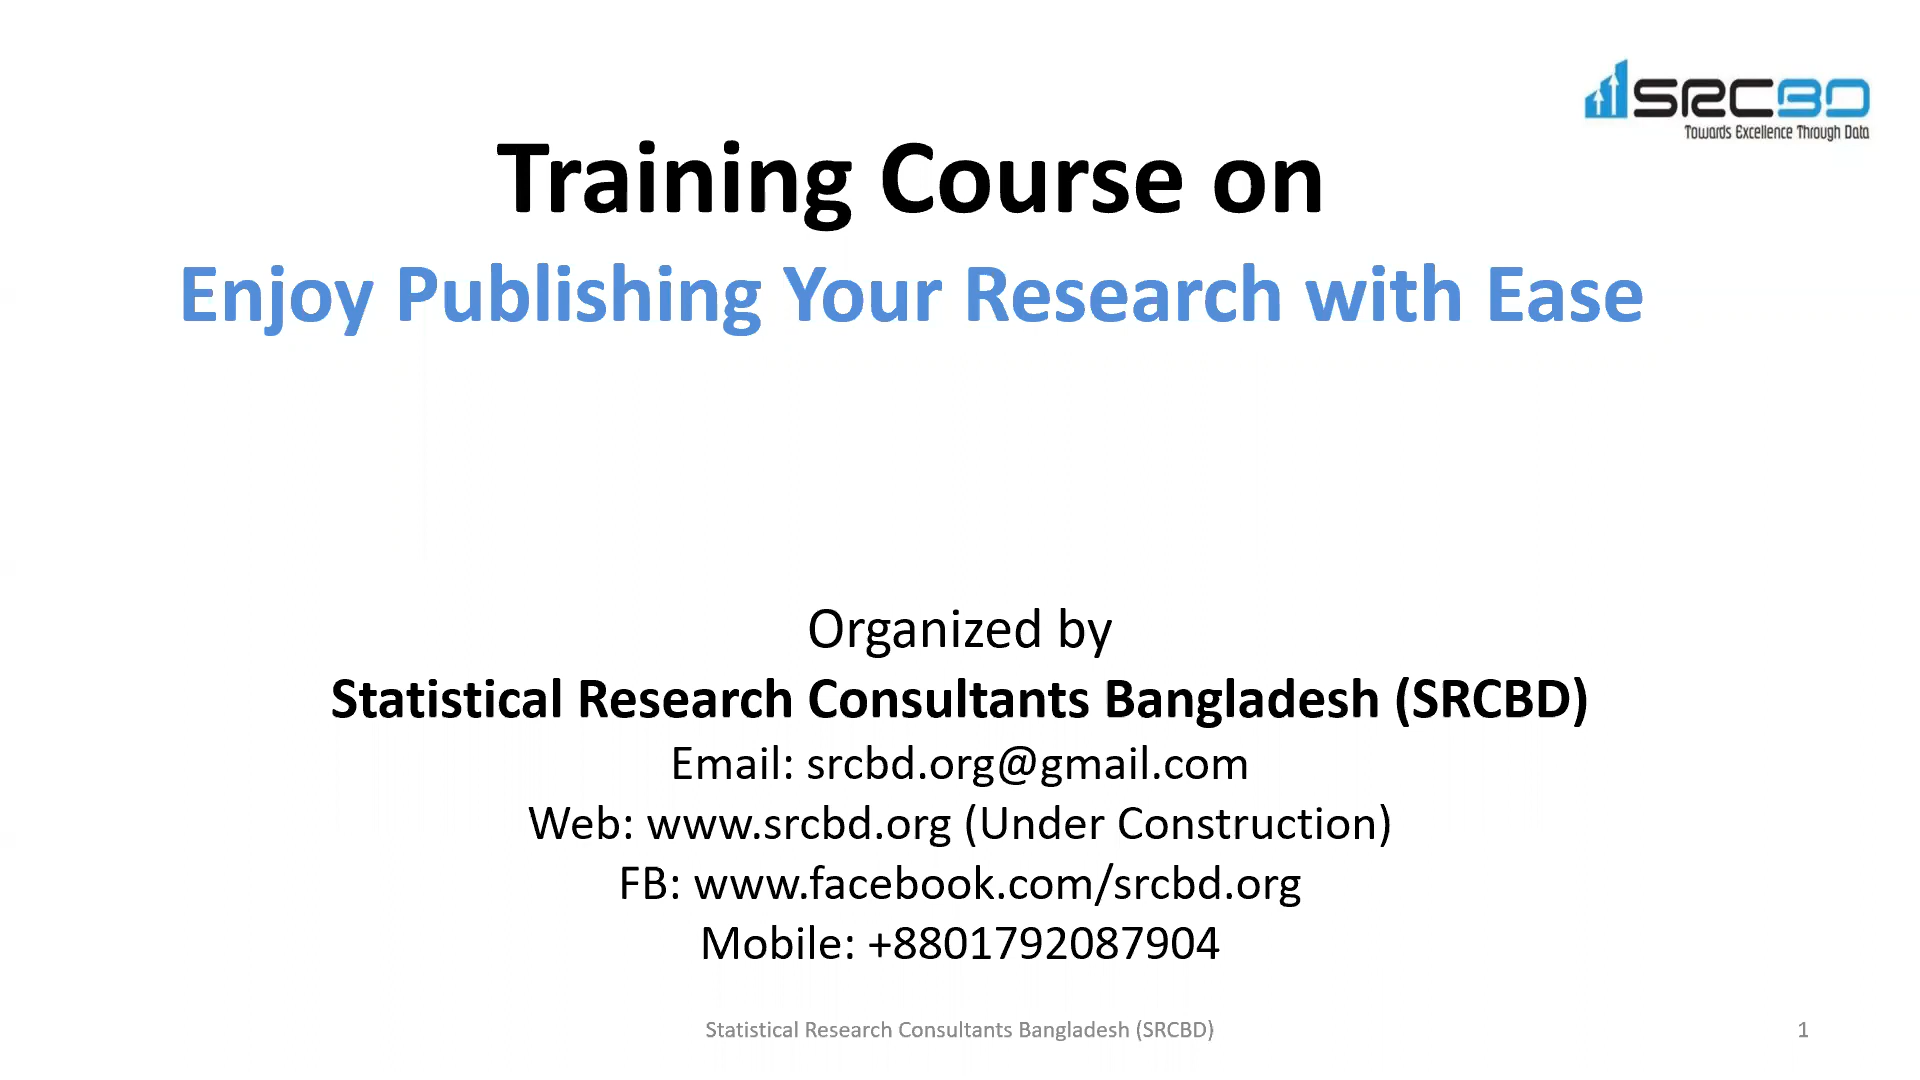 SRCBD
Towards Excellence Through Data
Training Course on
Enjoy Publishing Your Research with Ease
Organized by
Statistical Research Consultants Bangladesh (SRCBD)
Email: srcbd.org@gmail.com
Web: www.srcbd.org (Under Construction)
FB: www.facebook.com/srcbd.org
Mobile: +8801792087904
Statistical Research Consultants Bangladesh (SRCBD)
1